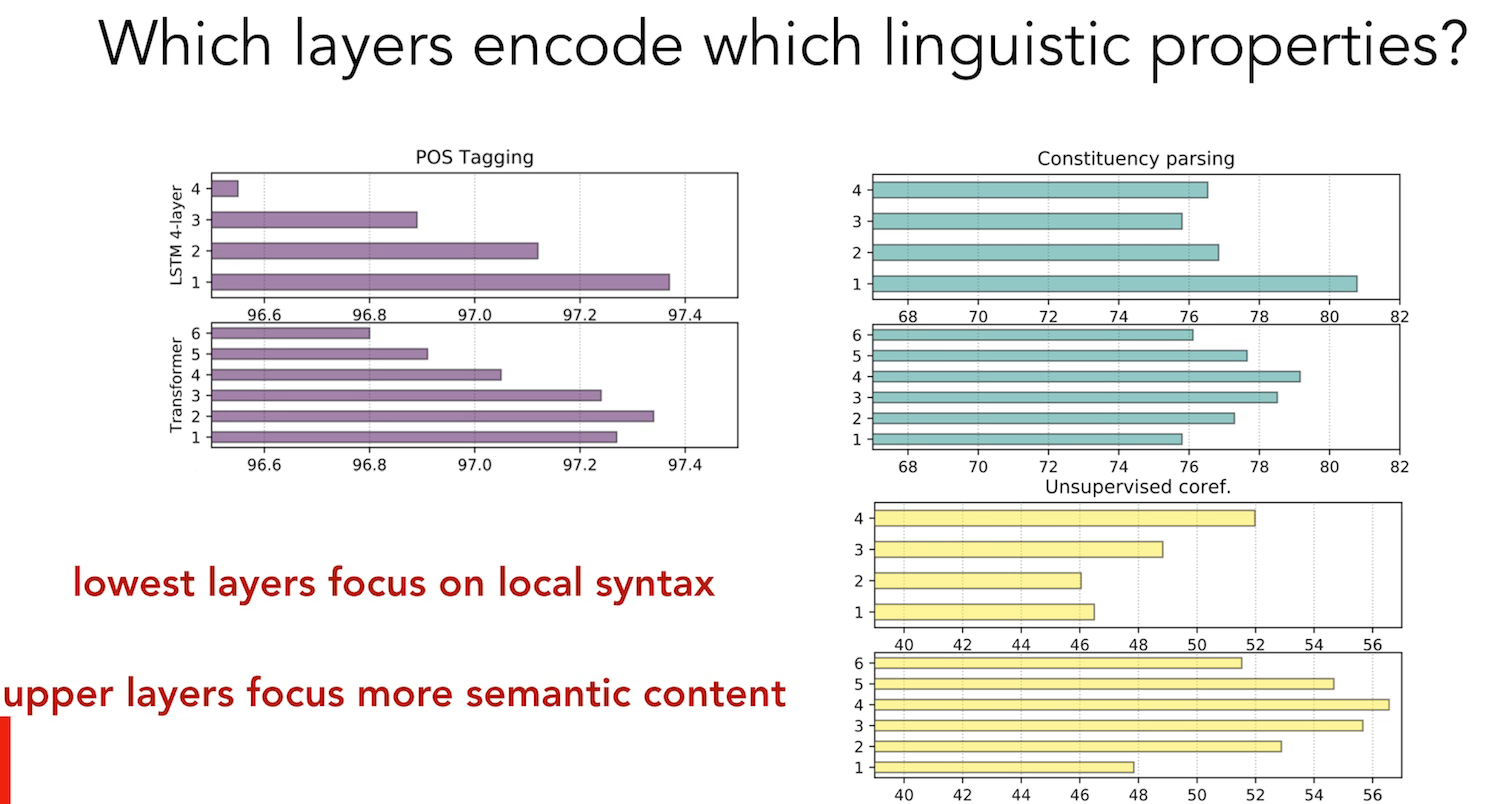 Which layers encode which linguistic properties?
POS Tagging
LSTM 4-layer
4
3
2
1
96.6 96.8 97.0 97.2 97.4
Transformer
6
5
4
3
2
1
96.6 96.8 97.0 97.2 97.4
Constituency parsing
4
3
2
1
68 70 72 74 76 78 80 82
6
5
4
3
2
1
68 70 72 74 76 78 80 82
Unsupervised coref.
4
3
2
1
40 42 44 46 48 50 52 54 56
6
5
4
3
2
1
40 42 44 46 48 50 52 54 56
lowest layers focus on local syntax
upper layers focus more semantic content